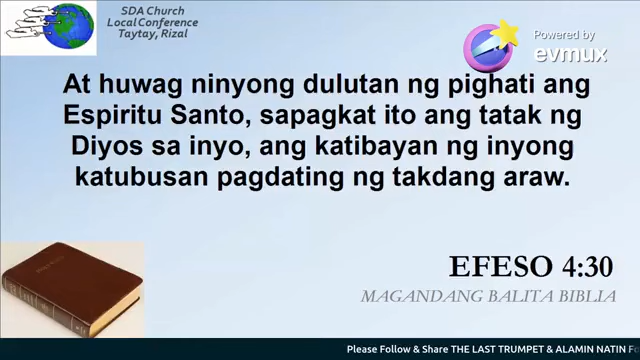 SDA Church
Local Conference
Taytay, Rizal
Powered by
evmux
At huwag ninyong dulutan ng pighati ang
Espiritu Santo, sapagkat ito ang tatak ng
Diyos sa inyo, ang katibayan ng inyong
katubusan pagdating ng takdang araw.
EFESO 4:30
MAGANDANG BALITA BIBLIA
Please Follow & Share THE LAST TRUMPET & ALAMIN NATIN